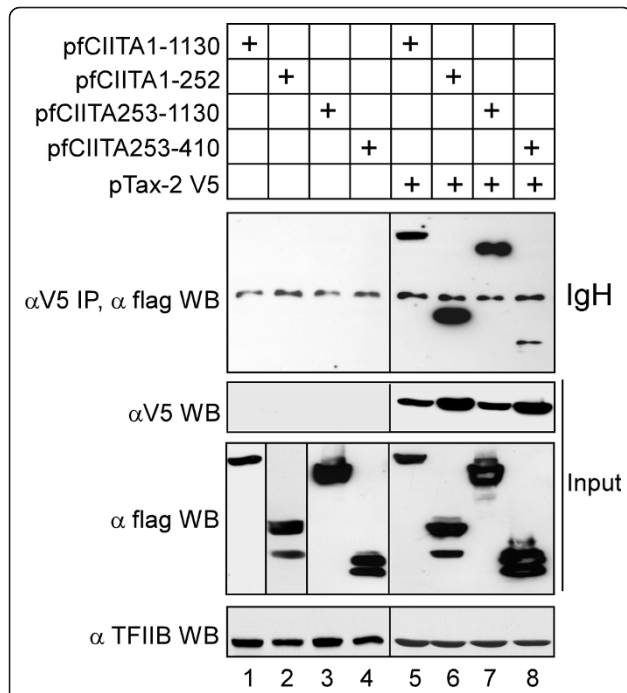 pfCIITA1-1130 + +
pfCIITA1-252 + +
pfCIITA253-1130 + +
pfCIITA253-410 + +
pTax-2 V5 + + + +
αV5 IP, α flag WB IgH
αV5 WB
α flag WB Input
α TFIIB WB
1 2 3 4 5 6 7 8